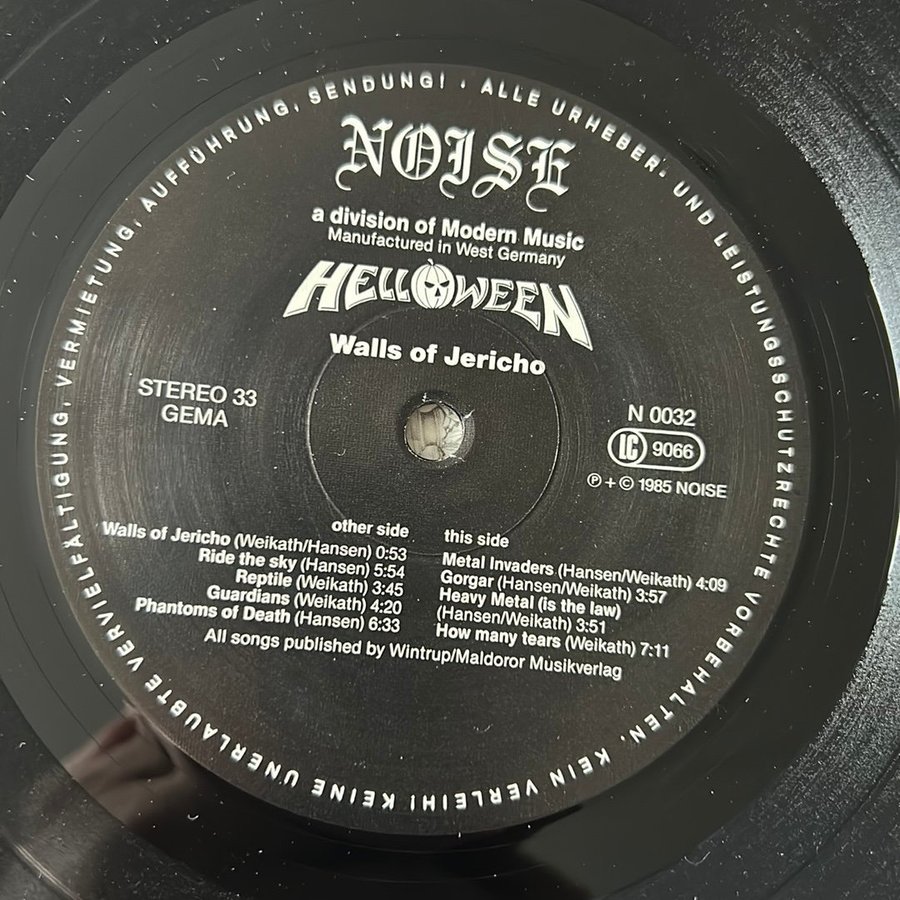 ALLE URHEBER- UND LEISTUNGSSCHUTZRECHTE VORBEHALTEN, KEIN VERLEIH! KEINE UNERLAUBTE VERVIELFÄLTIGUNG, VERMIETUNG, AUFFÜHRUNG, SENDUNG! ·
NOISE
a division of Modern Music
Manufactured in West Germany
HELLOWEEN
Walls of Jericho
STEREO 33
GEMA
N 0032
LC 9066
℗ + © 1985 NOISE
other side
Walls of Jericho (Weikath/Hansen) 0:53
Ride the sky (Hansen) 5:54
Reptile (Weikath) 3:45
Guardians (Weikath) 4:20
Phantoms of Death (Hansen) 6:33
this side
Metal Invaders (Hansen/Weikath) 4:09
Gorgar (Hansen/Weikath) 3:57
Heavy Metal (is the law)
(Hansen/Weikath) 3:51
How many tears (Weikath) 7:11
All songs published by Wintrup/Maldoror Musikverlag